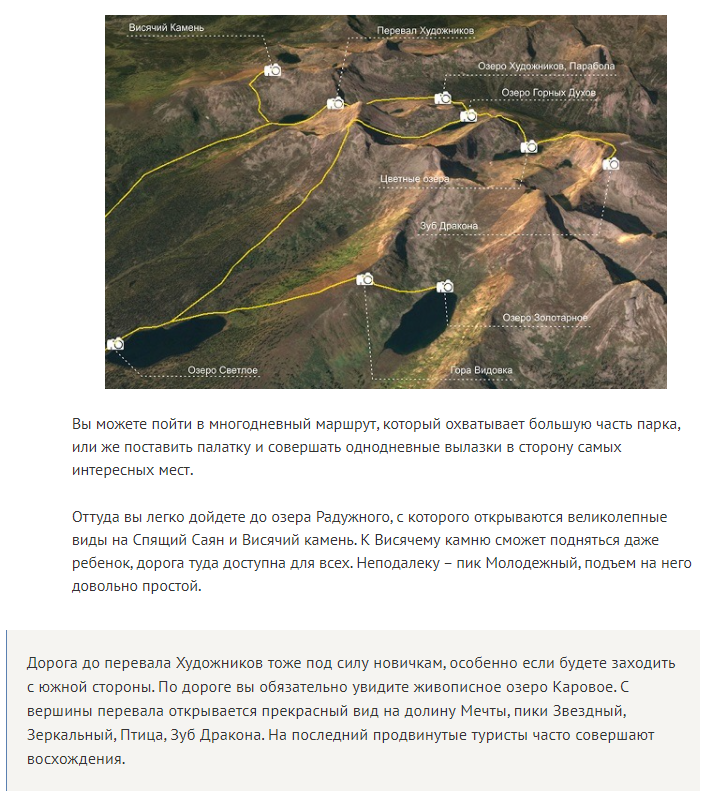 Висячий Камень
Перевал Художников
Озеро Художников, Парабола
Озеро Горных Духов
Цветные озера
Зуб Дракона
Озеро Золотарное
Озеро Светлое
Гора Видовка
Вы можете пойти в многодневный маршрут, который охватывает большую часть парка,
или же поставить палатку и совершать однодневные вылазки в сторону самых
интересных мест.
Оттуда вы легко дойдете до озера Радужного, с которого открываются великолепные
виды на Спящий Саян и Висячий камень. К Висячему камню сможет подняться даже
ребенок, дорога туда доступна для всех. Неподалеку – пик Молодежный, подъем на него
довольно простой.
Дорога до перевала Художников тоже под силу новичкам, особенно если будете заходить
с южной стороны. По дороге вы обязательно увидите живописное озеро Каровое. С
вершины перевала открывается прекрасный вид на долину Мечты, пики Звездный,
Зеркальный, Птица, Зуб Дракона. На последний продвинутые туристы часто совершают
восхождения.